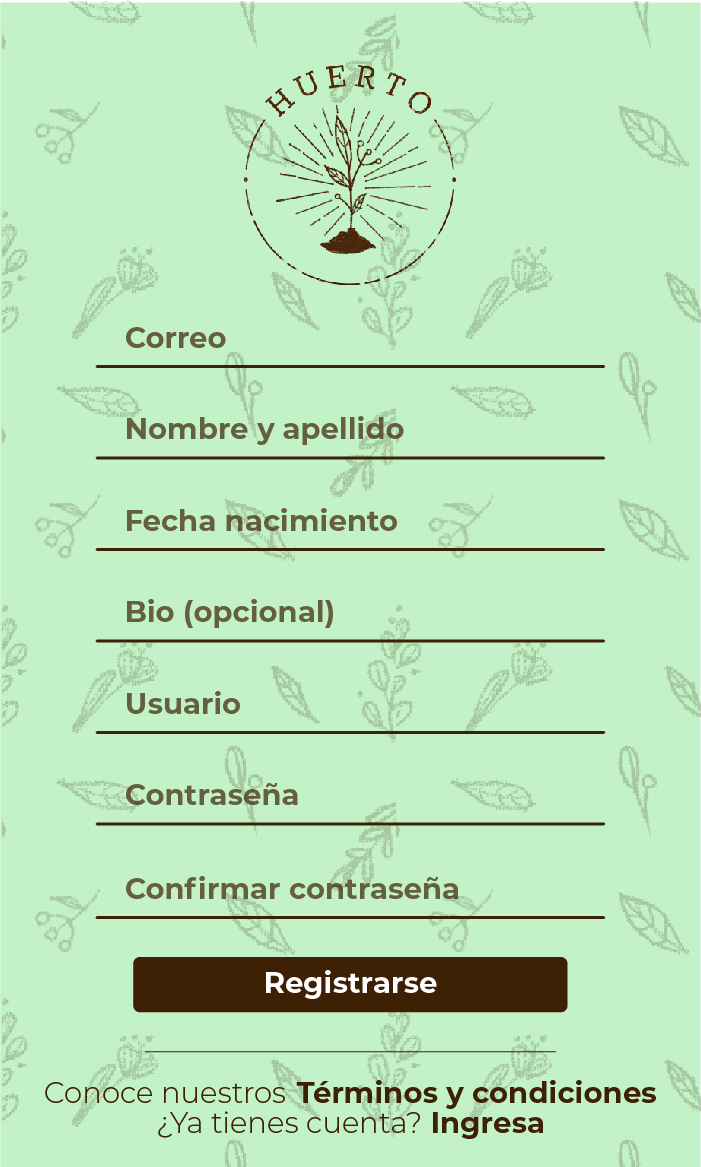 HUERTO
Correo
Nombre y apellido
Fecha nacimiento
Bio (opcional)
Usuario
Contraseña
Confirmar contraseña
Registrarse
Conoce nuestros Términos y condiciones
¿Ya tienes cuenta? Ingresa